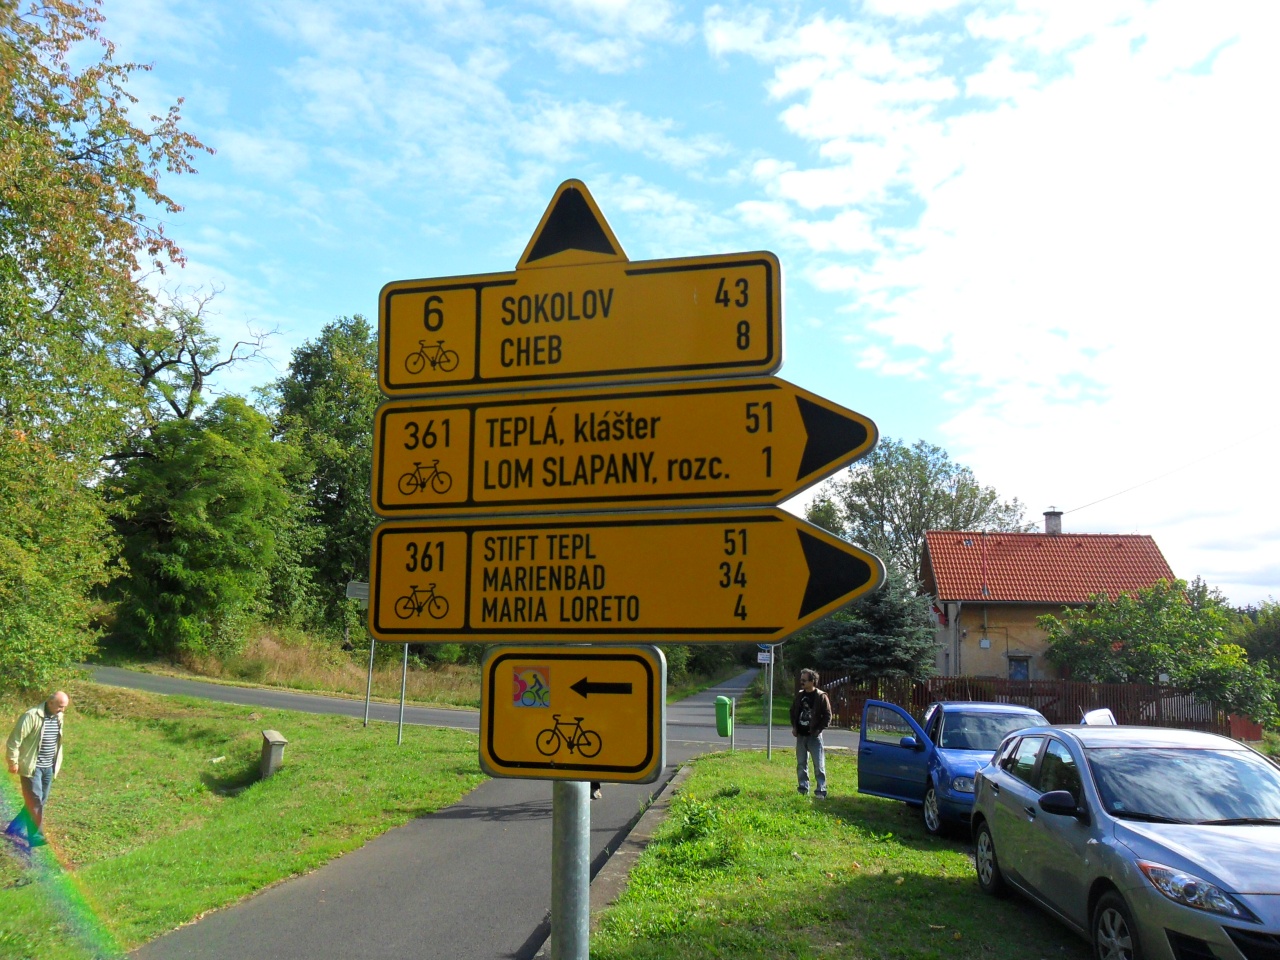 6 SOKOLOV 43
CHEB 8
361 TEPLÁ, klášter 51
LOM SLAPANY, rozc. 1
361 STIFT TEPL 51
MARIENBAD 34
MARIA LORETO 4